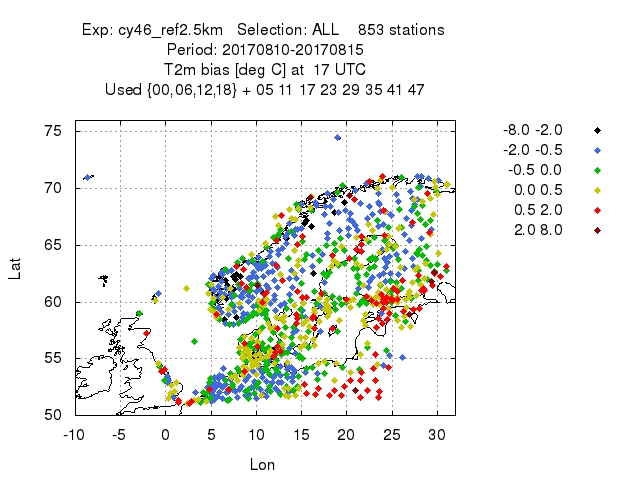 Exp: cy46_ref2.5km   Selection: ALL    853 stations
Period: 20170810-20170815
T2m bias [deg C] at  17 UTC
Used {00,06,12,18} + 05 11 17 23 29 35 41 47
75
70
65
60
55
50
Lat
-10 -5 0 5 10 15 20 25 30
Lon
-8.0 -2.0
-2.0 -0.5
-0.5 0.0
0.0 0.5
0.5 2.0
2.0 8.0